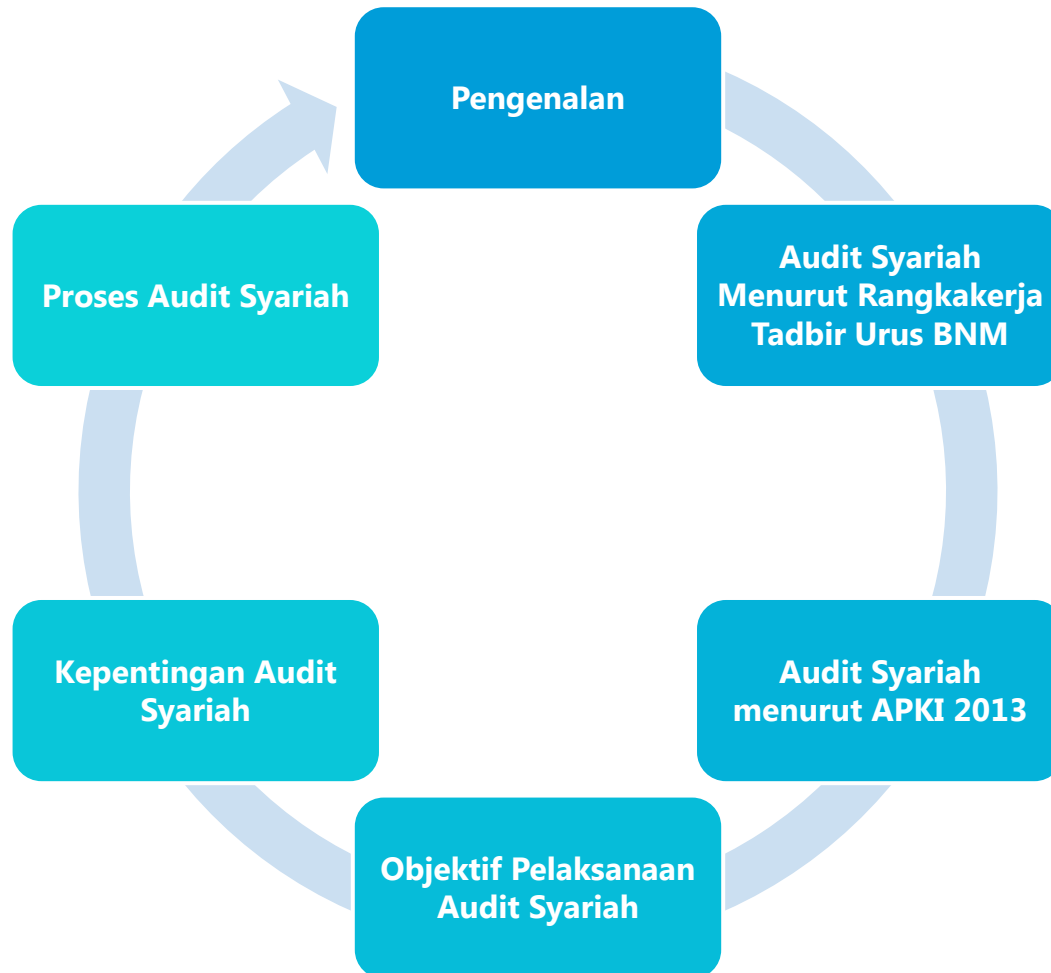 Pengenalan
Audit Syariah
Menurut Rangkakerja
Tadbir Urus BNM
Audit Syariah
menurut APKI 2013
Objektif Pelaksanaan
Audit Syariah
Kepentingan Audit
Syariah
Proses Audit Syariah